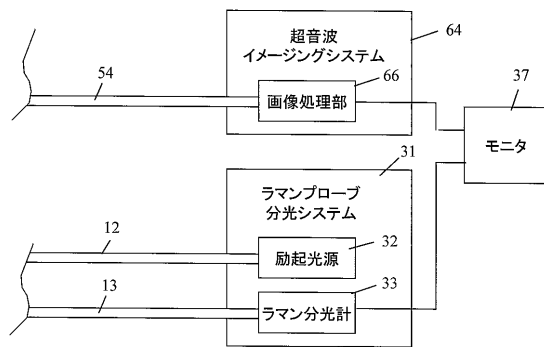 超音波
イメージングシステム
64
66
54
画像処理部
37
モニタ
31
ラマンプローブ
分光システム
12
32
励起光源
13
33
ラマン分光計